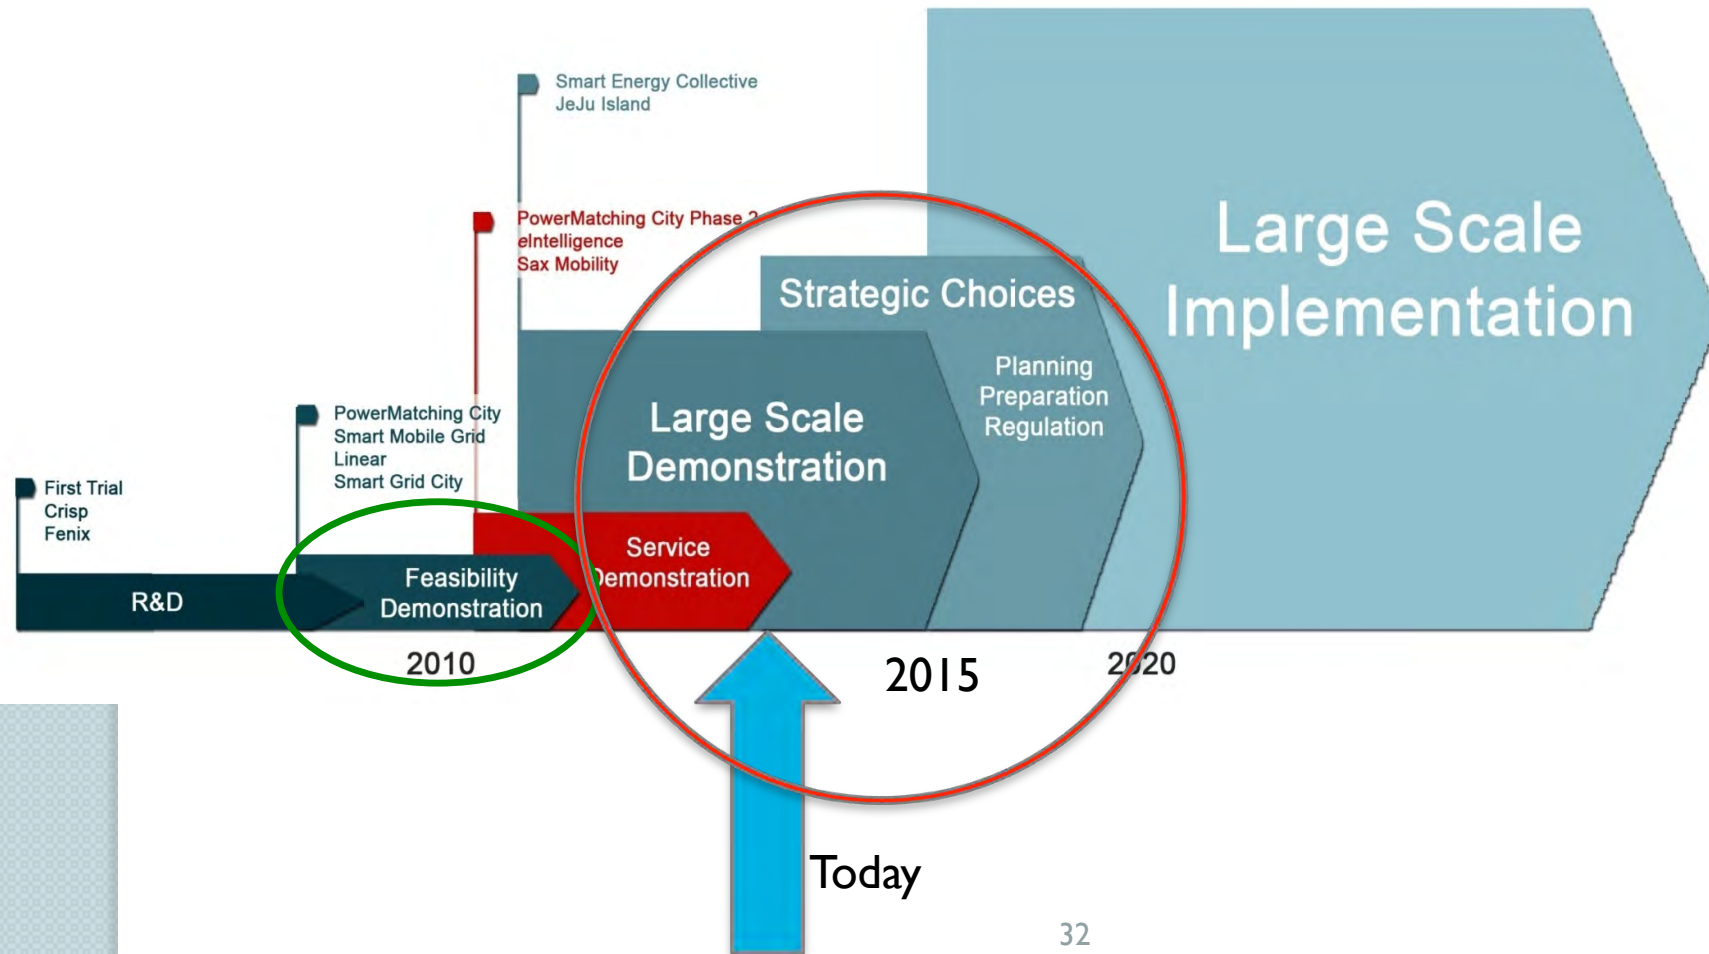 Smart Energy Collective
JeJu Island
PowerMatching City Phase 2
eIntelligence
Sax Mobility
PowerMatching City
Smart Mobile Grid
Linear
Smart Grid City
First Trial
Crisp
Fenix
R&D
Feasibility
Demonstration
Service
Demonstration
Large Scale
Demonstration
Strategic Choices
Planning
Preparation
Regulation
Large Scale
Implementation
2010
2015
2020
Today
32